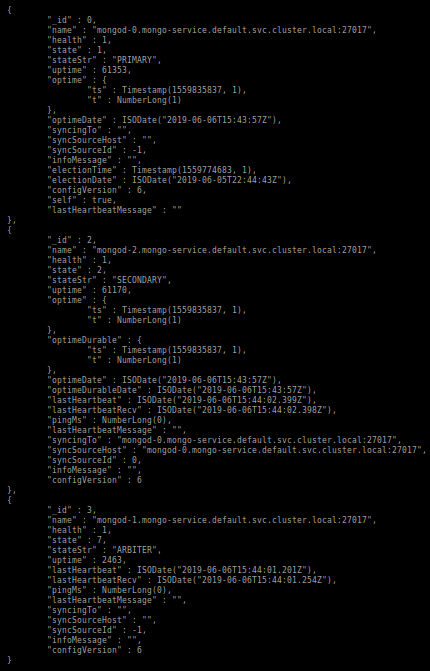 {
"_id" : 0,
"name" : "mongod-0.mongo-service.default.svc.cluster.local:27017",
"health" : 1,
"state" : 1,
"stateStr" : "PRIMARY",
"uptime" : 61353,
"optime" : {
"ts" : Timestamp(1559835837, 1),
"t" : NumberLong(1)
},
"optimeDate" : ISODate("2019-06-06T15:43:57Z"),
"syncingTo" : "",
"syncSourceHost" : "",
"syncSourceId" : -1,
"infoMessage" : "",
"electionTime" : Timestamp(1559774683, 1),
"electionDate" : ISODate("2019-06-05T22:44:43Z"),
"configVersion" : 6,
"self" : true,
"lastHeartbeatMessage" : ""
},
{
"_id" : 2,
"name" : "mongod-2.mongo-service.default.svc.cluster.local:27017",
"health" : 1,
"state" : 2,
"stateStr" : "SECONDARY",
"uptime" : 61170,
"optime" : {
"ts" : Timestamp(1559835837, 1),
"t" : NumberLong(1)
},
"optimeDurable" : {
"ts" : Timestamp(1559835837, 1),
"t" : NumberLong(1)
},
"optimeDate" : ISODate("2019-06-06T15:43:57Z"),
"optimeDurableDate" : ISODate("2019-06-06T15:43:57Z"),
"lastHeartbeat" : ISODate("2019-06-06T15:44:02.399Z"),
"lastHeartbeatRecv" : ISODate("2019-06-06T15:44:02.398Z"),
"pingMs" : NumberLong(0),
"lastHeartbeatMessage" : "",
"syncingTo" : "mongod-0.mongo-service.default.svc.cluster.local:27017",
"syncSourceHost" : "mongod-0.mongo-service.default.svc.cluster.local:27017",
"syncSourceId" : 0,
"infoMessage" : "",
"configVersion" : 6
},
{
"_id" : 3,
"name" : "mongod-1.mongo-service.default.svc.cluster.local:27017",
"health" : 1,
"state" : 7,
"stateStr" : "ARBITER",
"uptime" : 2463,
"lastHeartbeat" : ISODate("2019-06-06T15:44:01.201Z"),
"lastHeartbeatRecv" : ISODate("2019-06-06T15:44:01.254Z"),
"pingMs" : NumberLong(0),
"lastHeartbeatMessage" : "",
"syncingTo" : "",
"syncSourceHost" : "",
"syncSourceId" : -1,
"infoMessage" : "",
"configVersion" : 6
}